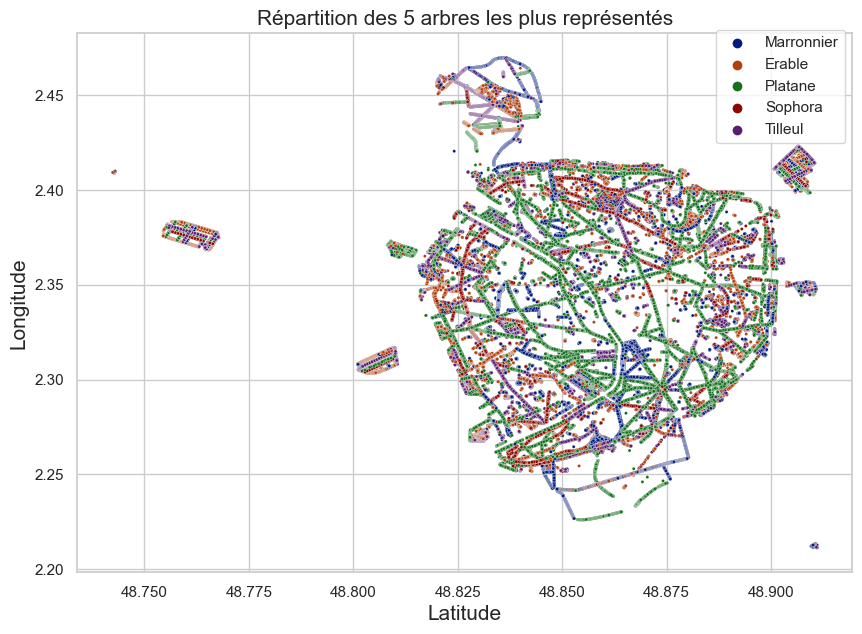 Répartition des 5 arbres les plus représentés
Marronnier
Erable
Platane
Sophora
Tilleul
Longitude
2.45
2.40
2.35
2.30
2.25
2.20
48.750 48.775 48.800 48.825 48.850 48.875 48.900
Latitude